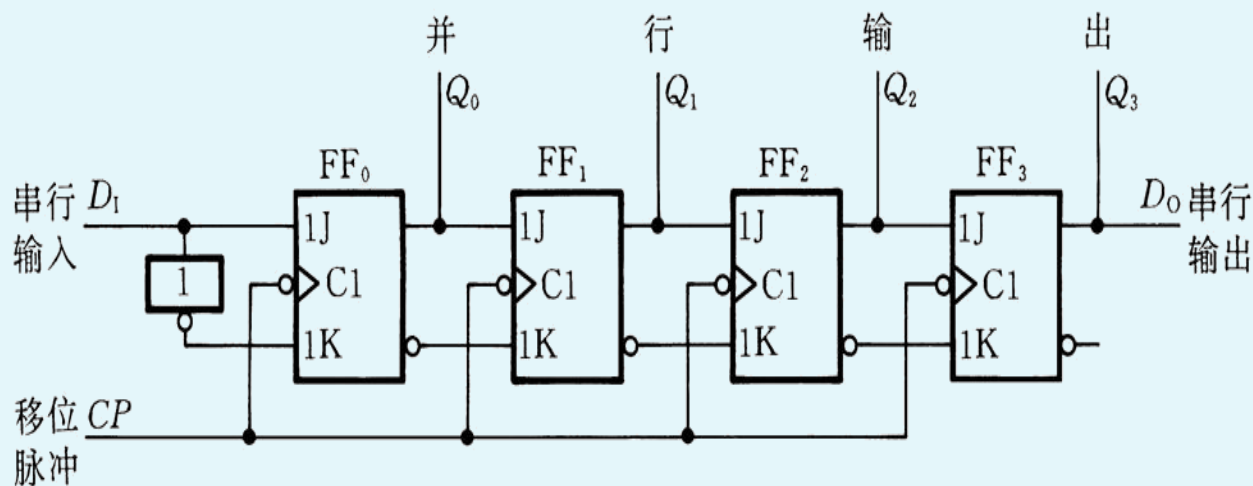 并 行 输 出
Q₀ Q₁ Q₂ Q₃
FF₀ FF₁ FF₂ FF₃
串行 D_I
输入
1J 1J 1J 1J
D_O 串行
输出
1
C1 C1 C1 C1
1K 1K 1K 1K
移位 CP
脉冲